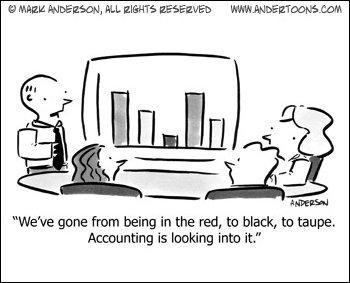 © MARK ANDERSON, ALL RIGHTS RESERVED WWW.ANDERTOONS.COM
ANDERSON
“We’ve gone from being in the red, to black, to taupe.
Accounting is looking into it.”